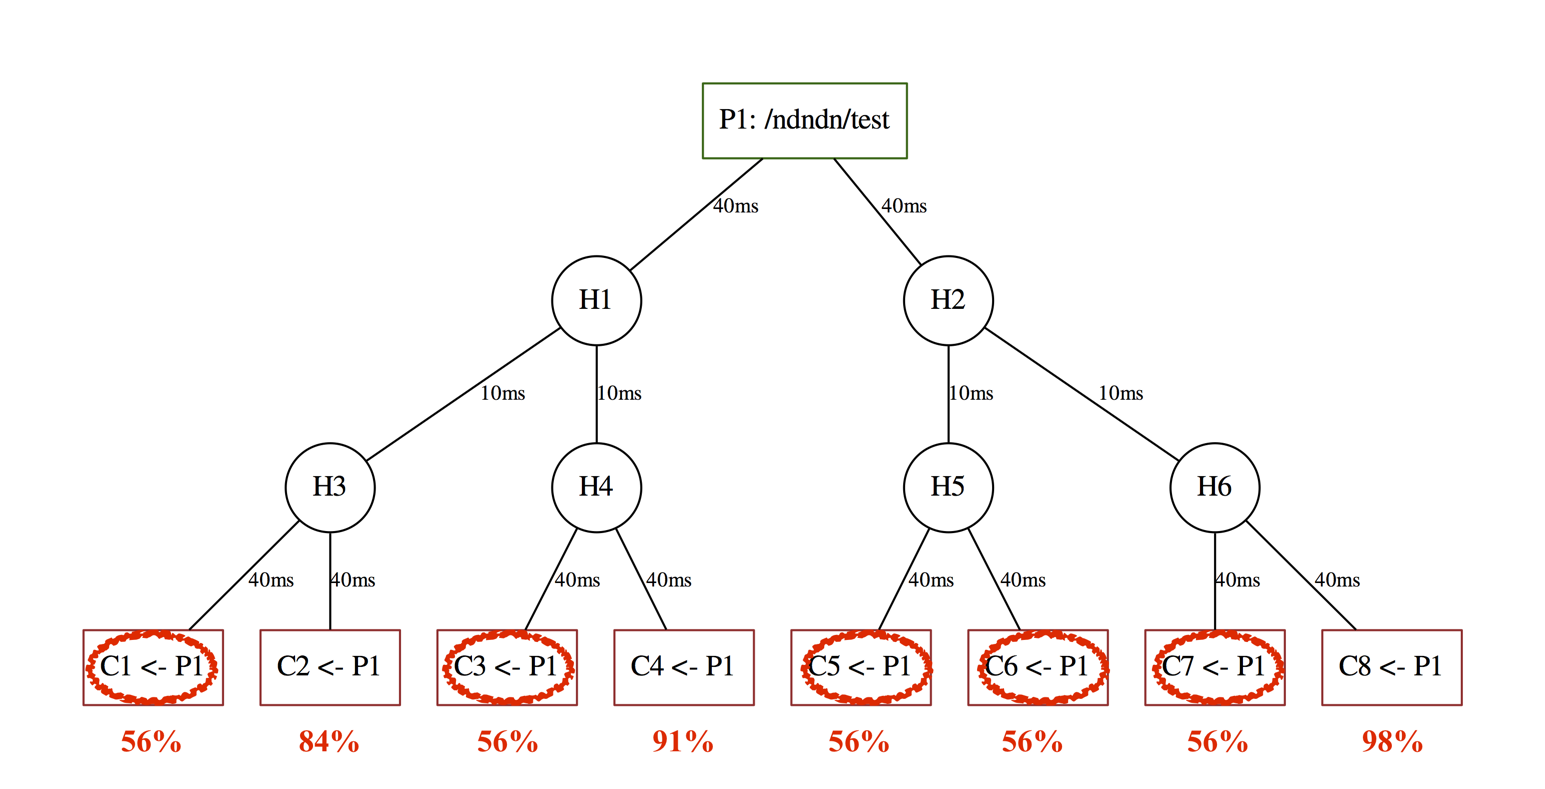 P1: /ndndn/test
40ms
40ms
H1
H2
10ms
10ms
10ms
10ms
H3
H4
H5
H6
40ms
40ms
40ms
40ms
40ms
40ms
40ms
40ms
C1 <- P1
C2 <- P1
C3 <- P1
C4 <- P1
C5 <- P1
C6 <- P1
C7 <- P1
C8 <- P1
56%
84%
56%
91%
56%
56%
56%
98%